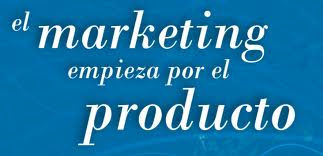 el marketing
empieza por el
producto